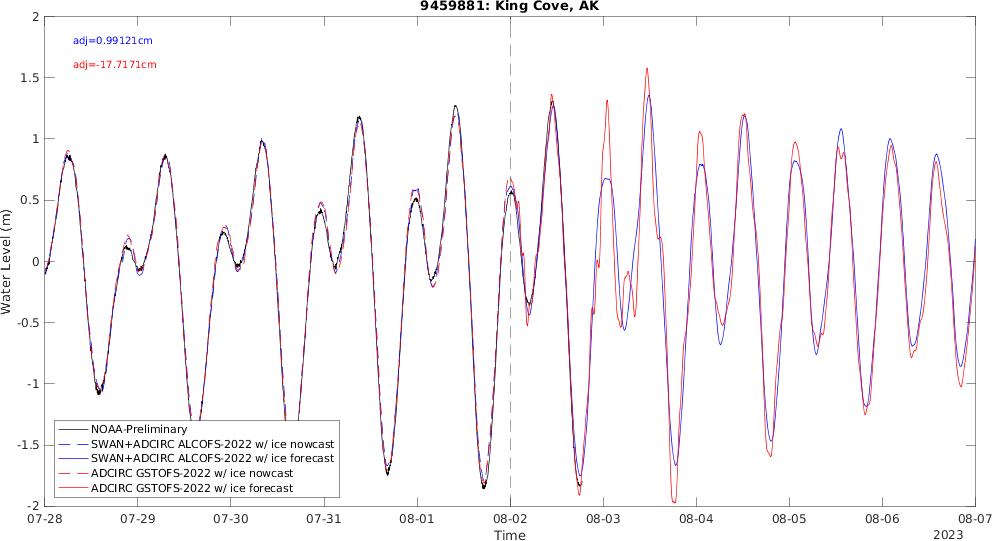 9459881: King Cove, AK
adj=0.99121cm
adj=-17.7171cm
2
1.5
1
0.5
0
-0.5
-1
-1.5
-2
Water Level (m)
NOAA-Preliminary
SWAN+ADCIRC ALCOFS-2022 w/ ice nowcast
SWAN+ADCIRC ALCOFS-2022 w/ ice forecast
ADCIRC GSTOFS-2022 w/ ice nowcast
ADCIRC GSTOFS-2022 w/ ice forecast
07-28 07-29 07-30 07-31 08-01 08-02 08-03 08-04 08-05 08-06 08-07
Time
2023